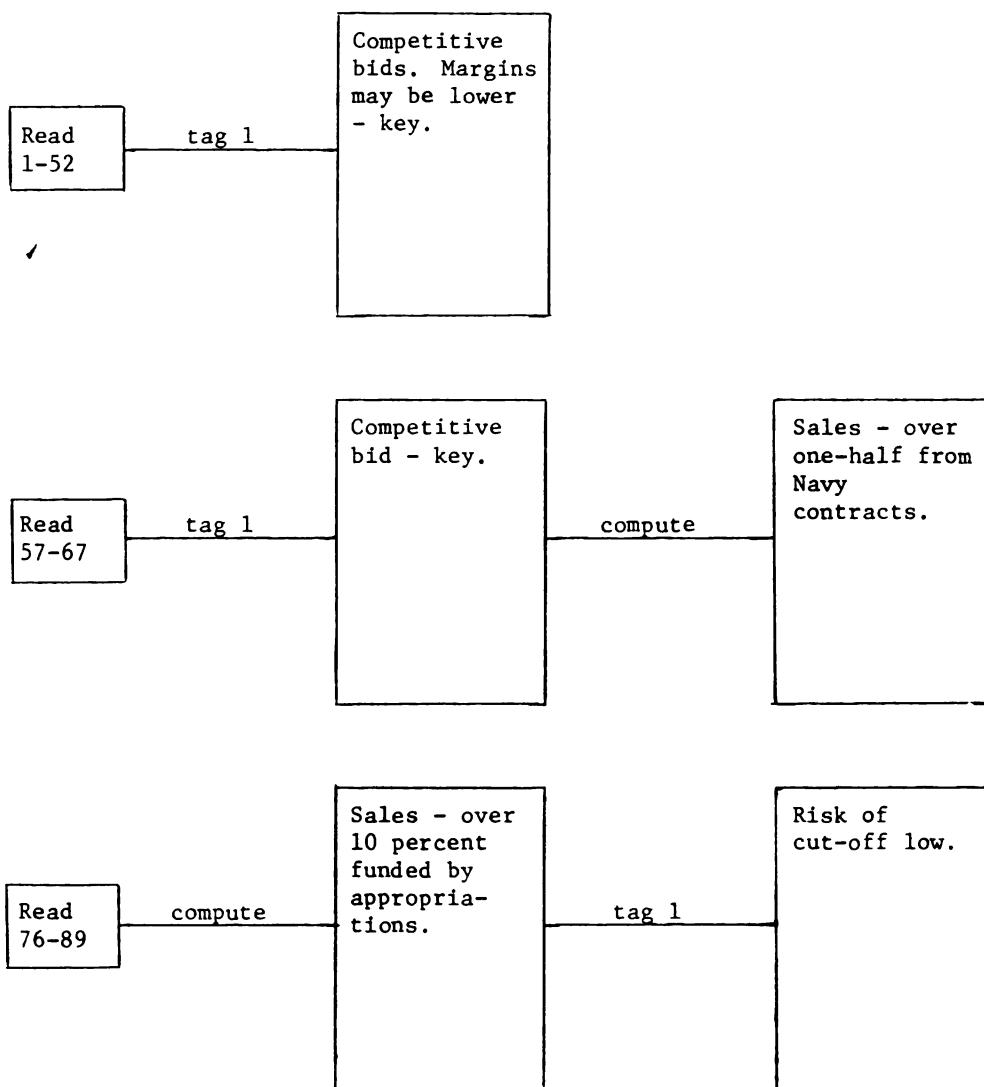 Competitive
bids. Margins
may be lower
- key.
Read
1-52
tag 1
Competitive
bid - key.
Sales - over
one-half from
Navy
contracts.
Read
57-67
tag 1
compute
Sales - over
10 percent
funded by
appropria-
tions.
Risk of
cut-off low.
Read
76-89
compute
tag 1